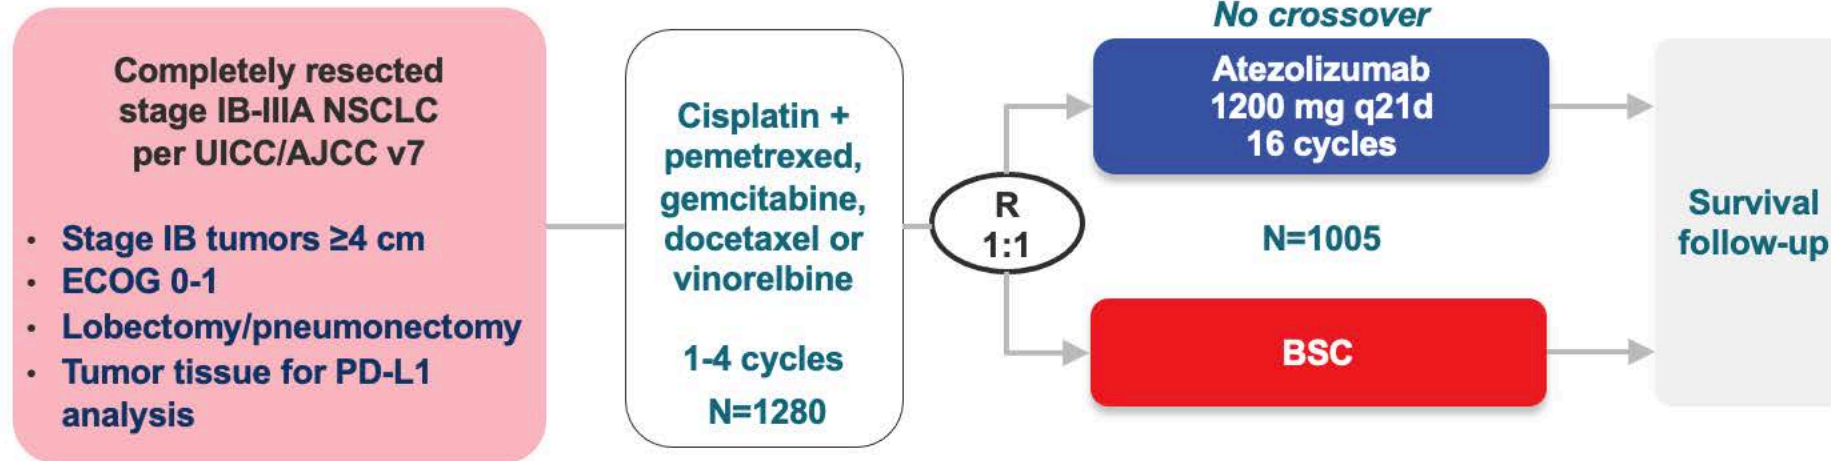 Completely resected
stage IB-IIIA NSCLC
per UICC/AJCC v7
• Stage IB tumors ≥4 cm
• ECOG 0-1
• Lobectomy/pneumonectomy
• Tumor tissue for PD-L1
analysis
Cisplatin +
pemetrexed,
gemcitabine,
docetaxel or
vinorelbine
1-4 cycles
N=1280
R
1:1
No crossover
Atezolizumab
1200 mg q21d
16 cycles
N=1005
BSC
Survival
follow-up